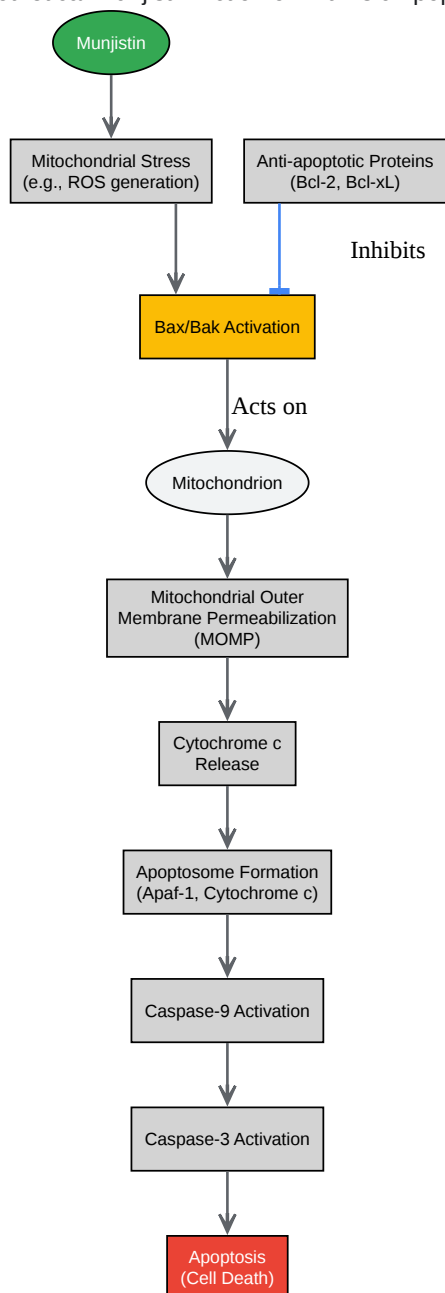 Munjistin
Mitochondrial Stress
(e.g., ROS generation)
Anti-apoptotic Proteins
(Bcl-2, Bcl-xL)
Inhibits
Bax/Bak Activation
Acts on
Mitochondrion
Mitochondrial Outer
Membrane Permeabilization
(MOMP)
Cytochrome c
Release
Apoptosome Formation
(Apaf-1, Cytochrome c)
Caspase-9 Activation
Caspase-3 Activation
Apoptosis
(Cell Death)